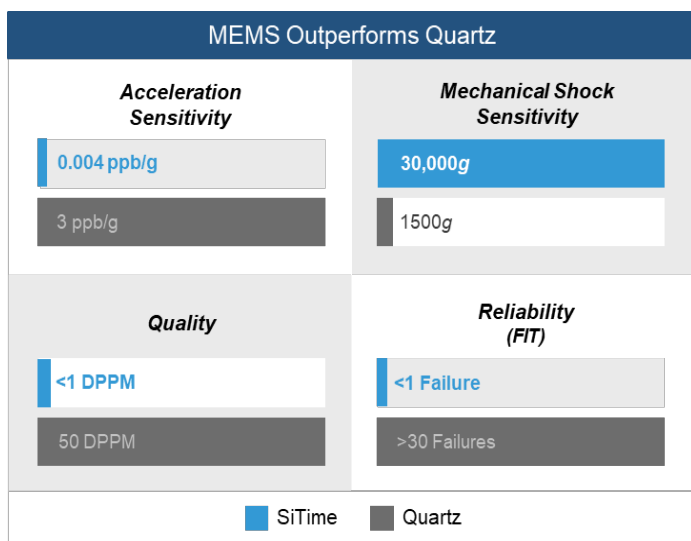 MEMS Outperforms Quartz
Acceleration
Sensitivity
0.004 ppb/g
3 ppb/g
Mechanical Shock
Sensitivity
30,000g
1500g
Quality
<1 DPPM
50 DPPM
Reliability
(FIT)
<1 Failure
>30 Failures
SiTime
Quartz